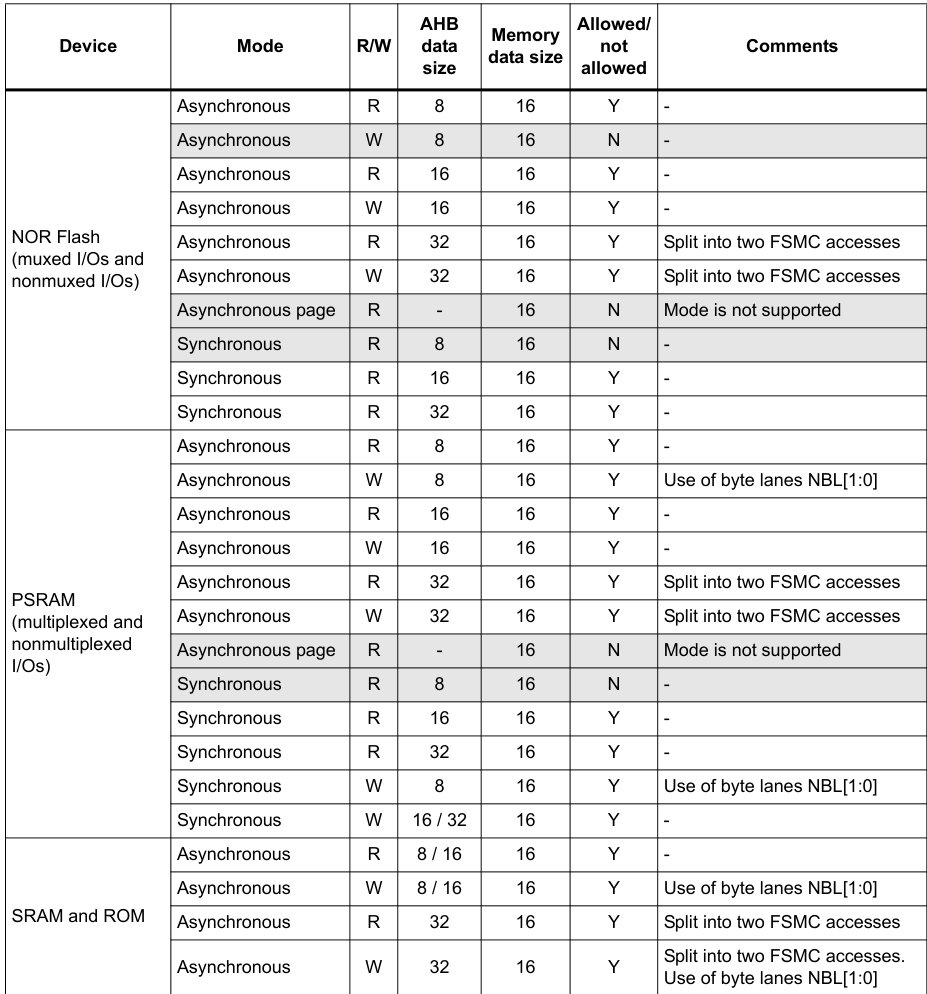 Device Mode R/W AHB data size Memory data size Allowed/ not allowed Comments
NOR Flash (muxed I/Os and nonmuxed I/Os)
Asynchronous R 8 16 Y -
Asynchronous W 8 16 N -
Asynchronous R 16 16 Y -
Asynchronous W 16 16 Y -
Asynchronous R 32 16 Y Split into two FSMC accesses
Asynchronous W 32 16 Y Split into two FSMC accesses
Asynchronous page R - 16 N Mode is not supported
Synchronous R 8 16 N -
Synchronous R 16 16 Y -
Synchronous R 32 16 Y -
PSRAM (multiplexed and nonmultiplexed I/Os)
Asynchronous R 8 16 Y -
Asynchronous W 8 16 Y Use of byte lanes NBL[1:0]
Asynchronous R 16 16 Y -
Asynchronous W 16 16 Y -
Asynchronous R 32 16 Y Split into two FSMC accesses
Asynchronous W 32 16 Y Split into two FSMC accesses
Asynchronous page R - 16 N Mode is not supported
Synchronous R 8 16 N -
Synchronous R 16 16 Y -
Synchronous R 32 16 Y -
Synchronous W 8 16 Y Use of byte lanes NBL[1:0]
Synchronous W 16 / 32 16 Y -
SRAM and ROM
Asynchronous R 8 / 16 16 Y -
Asynchronous W 8 / 16 16 Y Use of byte lanes NBL[1:0]
Asynchronous R 32 16 Y Split into two FSMC accesses
Asynchronous W 32 16 Y Split into two FSMC accesses.
Use of byte lanes NBL[1:0]